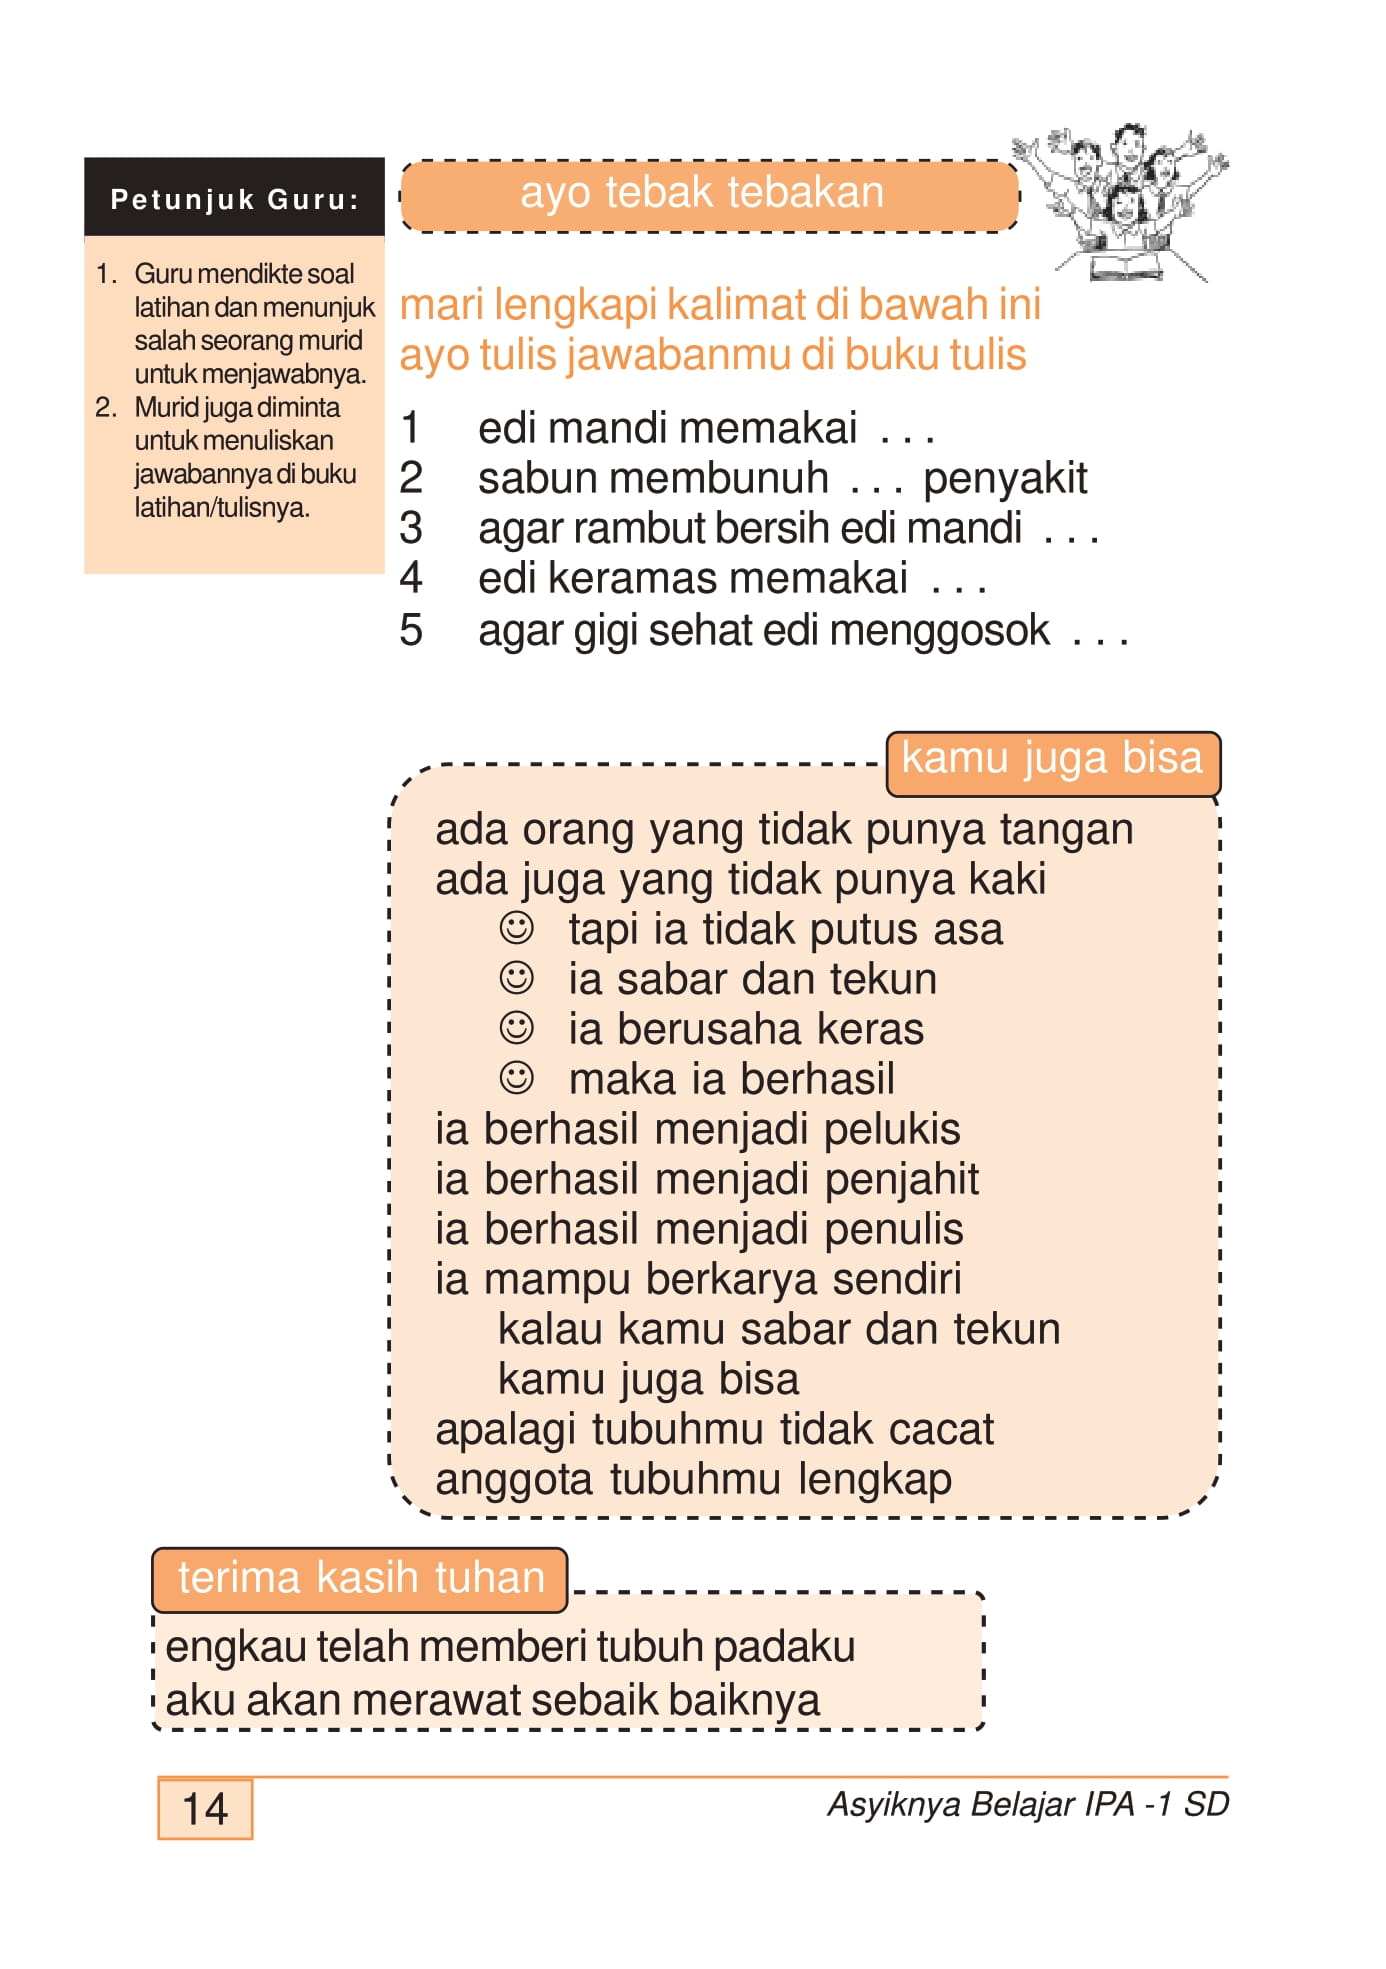 Petunjuk Guru:
1. Guru mendikte soal
latihan dan menunjuk
salah seorang murid
untuk menjawabnya.
2. Murid juga diminta
untuk menuliskan
jawabannya di buku
latihan/tulisnya.
ayo tebak tebakan
mari lengkapi kalimat di bawah ini
ayo tulis jawabanmu di buku tulis
1 edi mandi memakai . . .
2 sabun membunuh . . . penyakit
3 agar rambut bersih edi mandi . . .
4 edi keramas memakai . . .
5 agar gigi sehat edi menggosok . . .
kamu juga bisa
ada orang yang tidak punya tangan
ada juga yang tidak punya kaki
☺ tapi ia tidak putus asa
☺ ia sabar dan tekun
☺ ia berusaha keras
☺ maka ia berhasil
ia berhasil menjadi pelukis
ia berhasil menjadi penjahit
ia berhasil menjadi penulis
ia mampu berkarya sendiri
kalau kamu sabar dan tekun
kamu juga bisa
apalagi tubuhmu tidak cacat
anggota tubuhmu lengkap
terima kasih tuhan
engkau telah memberi tubuh padaku
aku akan merawat sebaik baiknya
14
Asyiknya Belajar IPA -1 SD